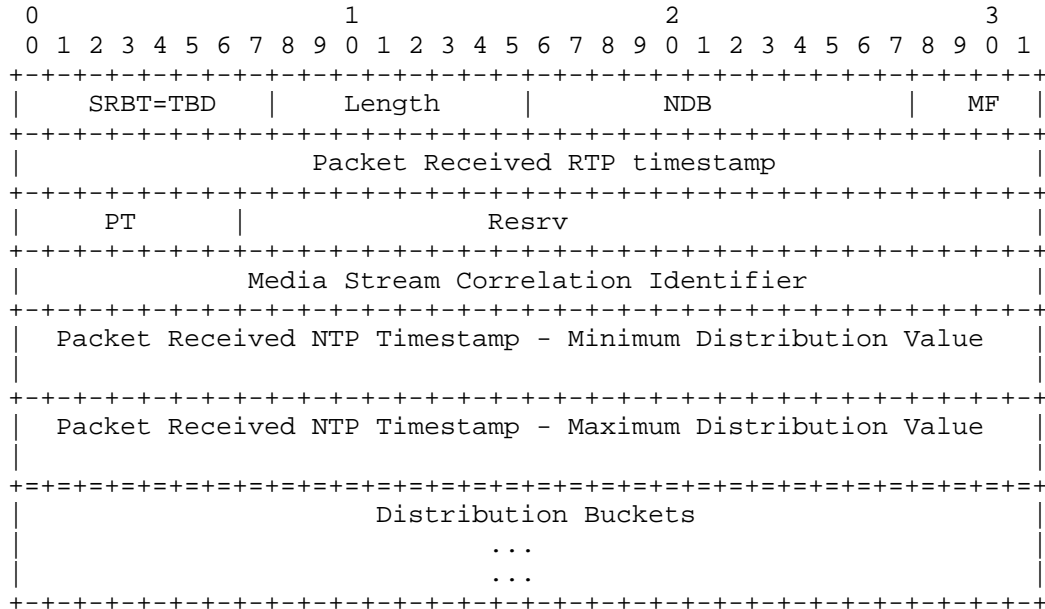 0                   1                   2                   3
 0 1 2 3 4 5 6 7 8 9 0 1 2 3 4 5 6 7 8 9 0 1 2 3 4 5 6 7 8 9 0 1
+-+-+-+-+-+-+-+-+-+-+-+-+-+-+-+-+-+-+-+-+-+-+-+-+-+-+-+-+-+-+-+-+
|    SRBT=TBD   |    Length     |        NDB            |   MF  |
+-+-+-+-+-+-+-+-+-+-+-+-+-+-+-+-+-+-+-+-+-+-+-+-+-+-+-+-+-+-+-+-+
|                  Packet Received RTP timestamp                |
+-+-+-+-+-+-+-+-+-+-+-+-+-+-+-+-+-+-+-+-+-+-+-+-+-+-+-+-+-+-+-+-+
|     PT      |               Resrv                             |
+-+-+-+-+-+-+-+-+-+-+-+-+-+-+-+-+-+-+-+-+-+-+-+-+-+-+-+-+-+-+-+-+
|              Media Stream Correlation Identifier              |
+-+-+-+-+-+-+-+-+-+-+-+-+-+-+-+-+-+-+-+-+-+-+-+-+-+-+-+-+-+-+-+-+
|  Packet Received NTP Timestamp - Minimum Distribution Value   |
|                                                               |
+-+-+-+-+-+-+-+-+-+-+-+-+-+-+-+-+-+-+-+-+-+-+-+-+-+-+-+-+-+-+-+-+
|  Packet Received NTP Timestamp - Maximum Distribution Value   |
|                                                               |
+=+=+=+=+=+=+=+=+=+=+=+=+=+=+=+=+=+=+=+=+=+=+=+=+=+=+=+=+=+=+=+=+
|                      Distribution Buckets                     |
|                             ...                               |
|                             ...                               |
+-+-+-+-+-+-+-+-+-+-+-+-+-+-+-+-+-+-+-+-+-+-+-+-+-+-+-+-+-+-+-+-+